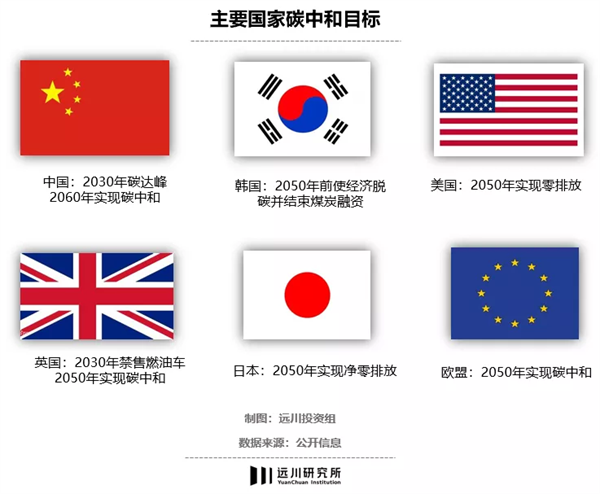 主要国家碳中和目标
中国：2030年碳达峰
2060年实现碳中和
韩国：2050年前使经济脱
碳并结束煤炭融资
美国：2050年实现零排放
英国：2030年禁售燃油车
2050年实现碳中和
日本：2050年实现净零排放
欧盟：2050年实现碳中和
制图：远川投资组
数据来源：公开信息
远川研究所
YuanChuan Institution